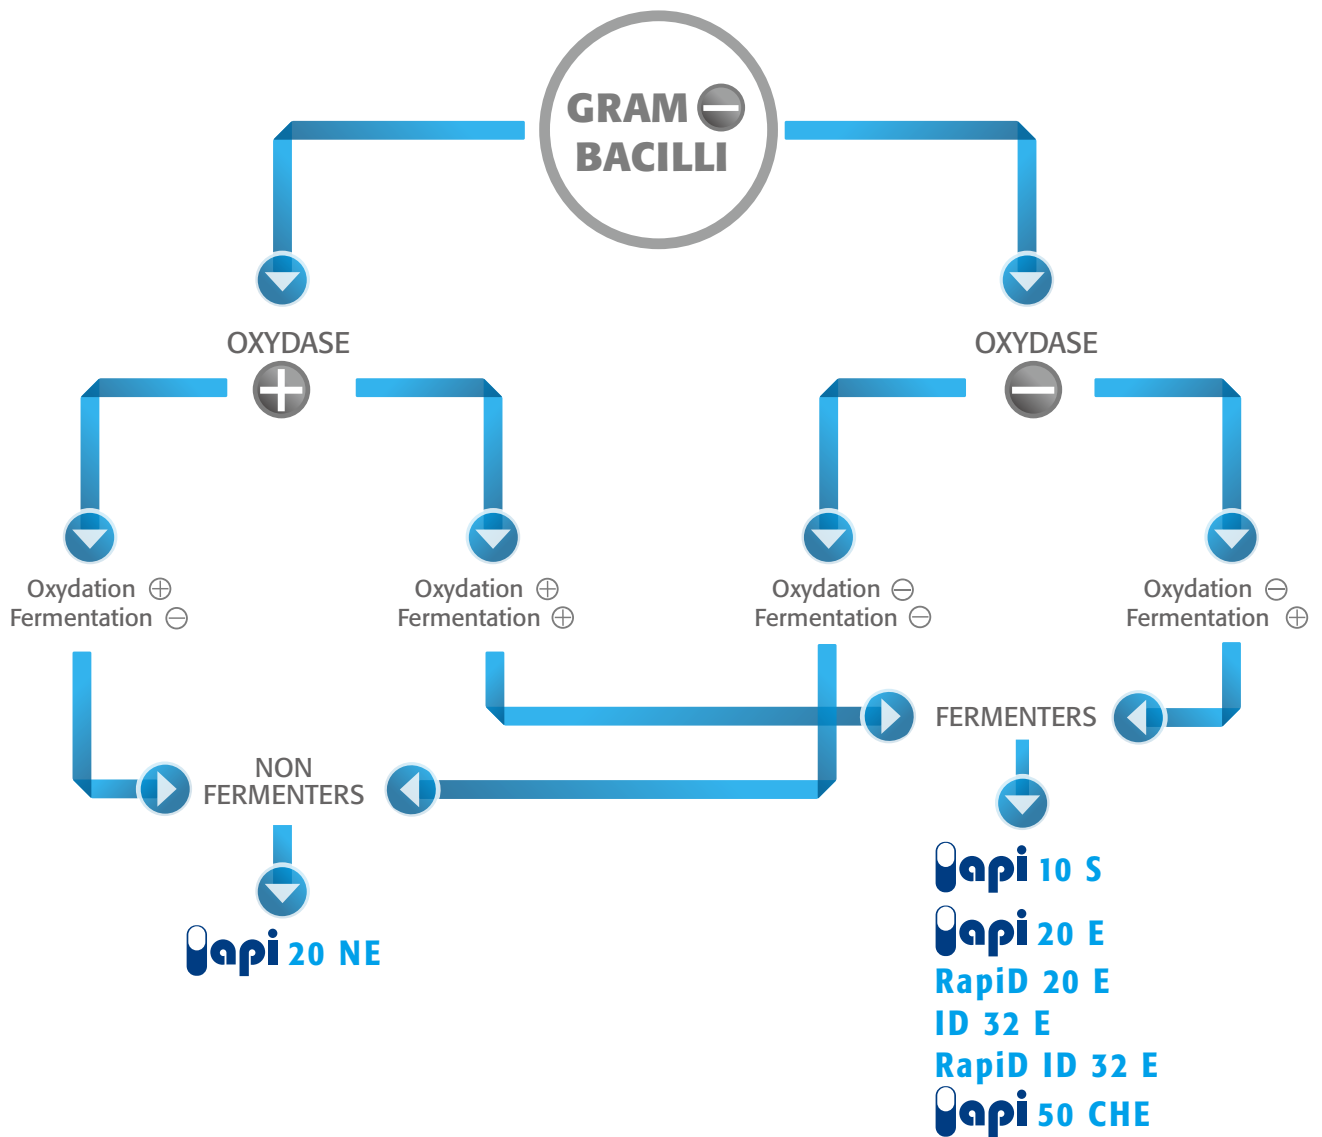 GRAM ⊖
BACILLI
OXYDASE
⊕
OXYDASE
⊖
Oxydation ⊕
Fermentation ⊖
Oxydation ⊕
Fermentation ⊕
Oxydation ⊖
Fermentation ⊖
Oxydation ⊖
Fermentation ⊕
FERMENTERS
NON
FERMENTERS
api 20 NE
api 10 S
api 20 E
RapiD 20 E
ID 32 E
RapiD ID 32 E
api 50 CHE